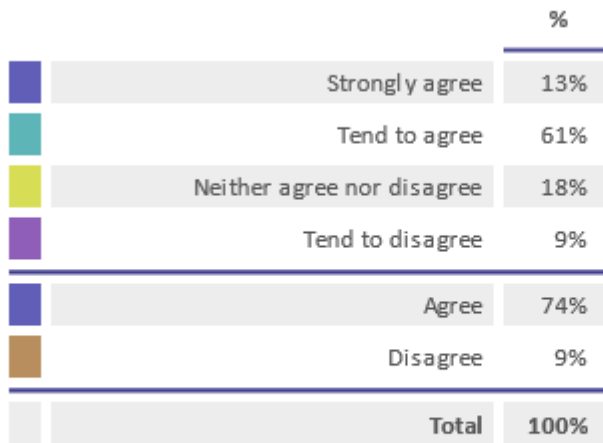 %
Strongly agree 13%
Tend to agree 61%
Neither agree nor disagree 18%
Tend to disagree 9%
Agree 74%
Disagree 9%
Total 100%